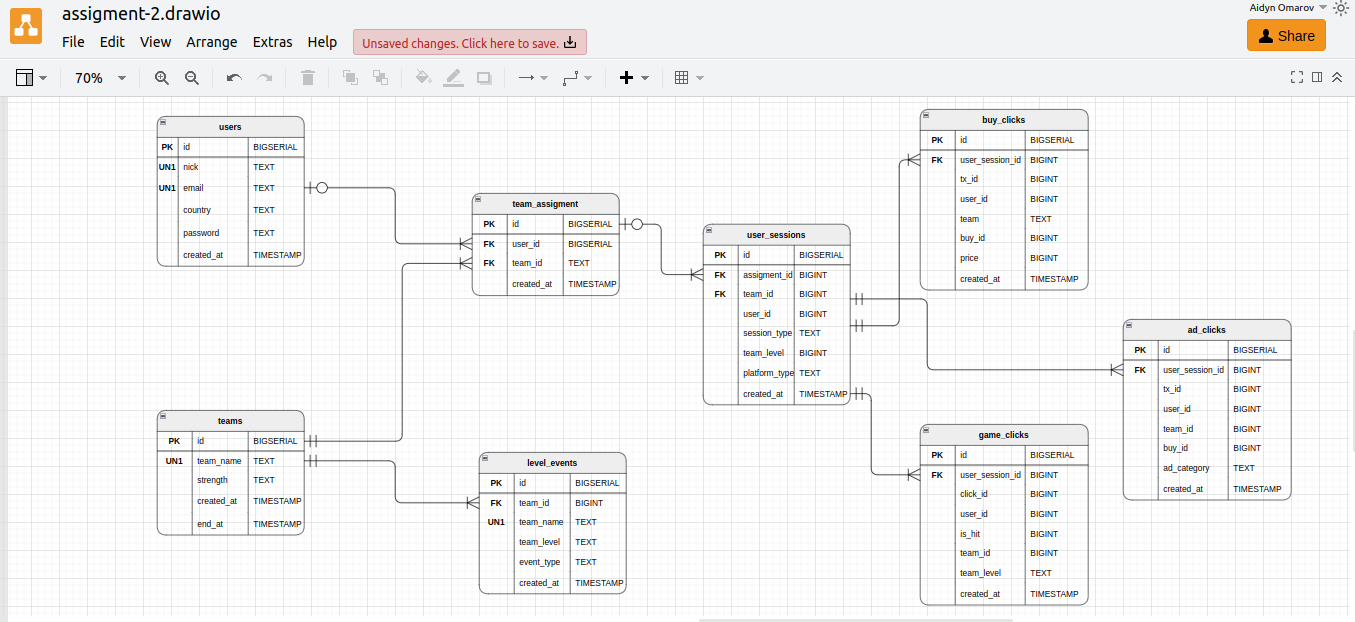 assigment-2.drawio
Aidyn Omarov
File Edit View Arrange Extras Help
Unsaved changes. Click here to save.
Share
70%
users
PK id BIGSERIAL
UN1 nick TEXT
UN1 email TEXT
country TEXT
password TEXT
created_at TIMESTAMP
team_assigment
PK id BIGSERIAL
FK user_id BIGSERIAL
FK team_id TEXT
created_at TIMESTAMP
user_sessions
PK id BIGSERIAL
FK assigment_id BIGINT
FK team_id BIGINT
user_id BIGINT
session_type TEXT
team_level BIGINT
platform_type TEXT
created_at TIMESTAMP
buy_clicks
PK id BIGSERIAL
FK user_session_id BIGINT
tx_id BIGINT
user_id BIGINT
team TEXT
buy_id BIGINT
price BIGINT
created_at TIMESTAMP
ad_clicks
PK id BIGSERIAL
FK user_session_id BIGINT
tx_id BIGINT
user_id BIGINT
team_id BIGINT
buy_id BIGINT
ad_category TEXT
created_at TIMESTAMP
teams
PK id BIGSERIAL
UN1 team_name TEXT
strength TEXT
created_at TIMESTAMP
end_at TIMESTAMP
level_events
PK id BIGSERIAL
FK team_id BIGINT
UN1 team_name TEXT
team_level TEXT
event_type TEXT
created_at TIMESTAMP
game_clicks
PK id BIGSERIAL
FK user_session_id BIGINT
click_id BIGINT
user_id BIGINT
is_hit BIGINT
team_id BIGINT
team_level TEXT
created_at TIMESTAMP